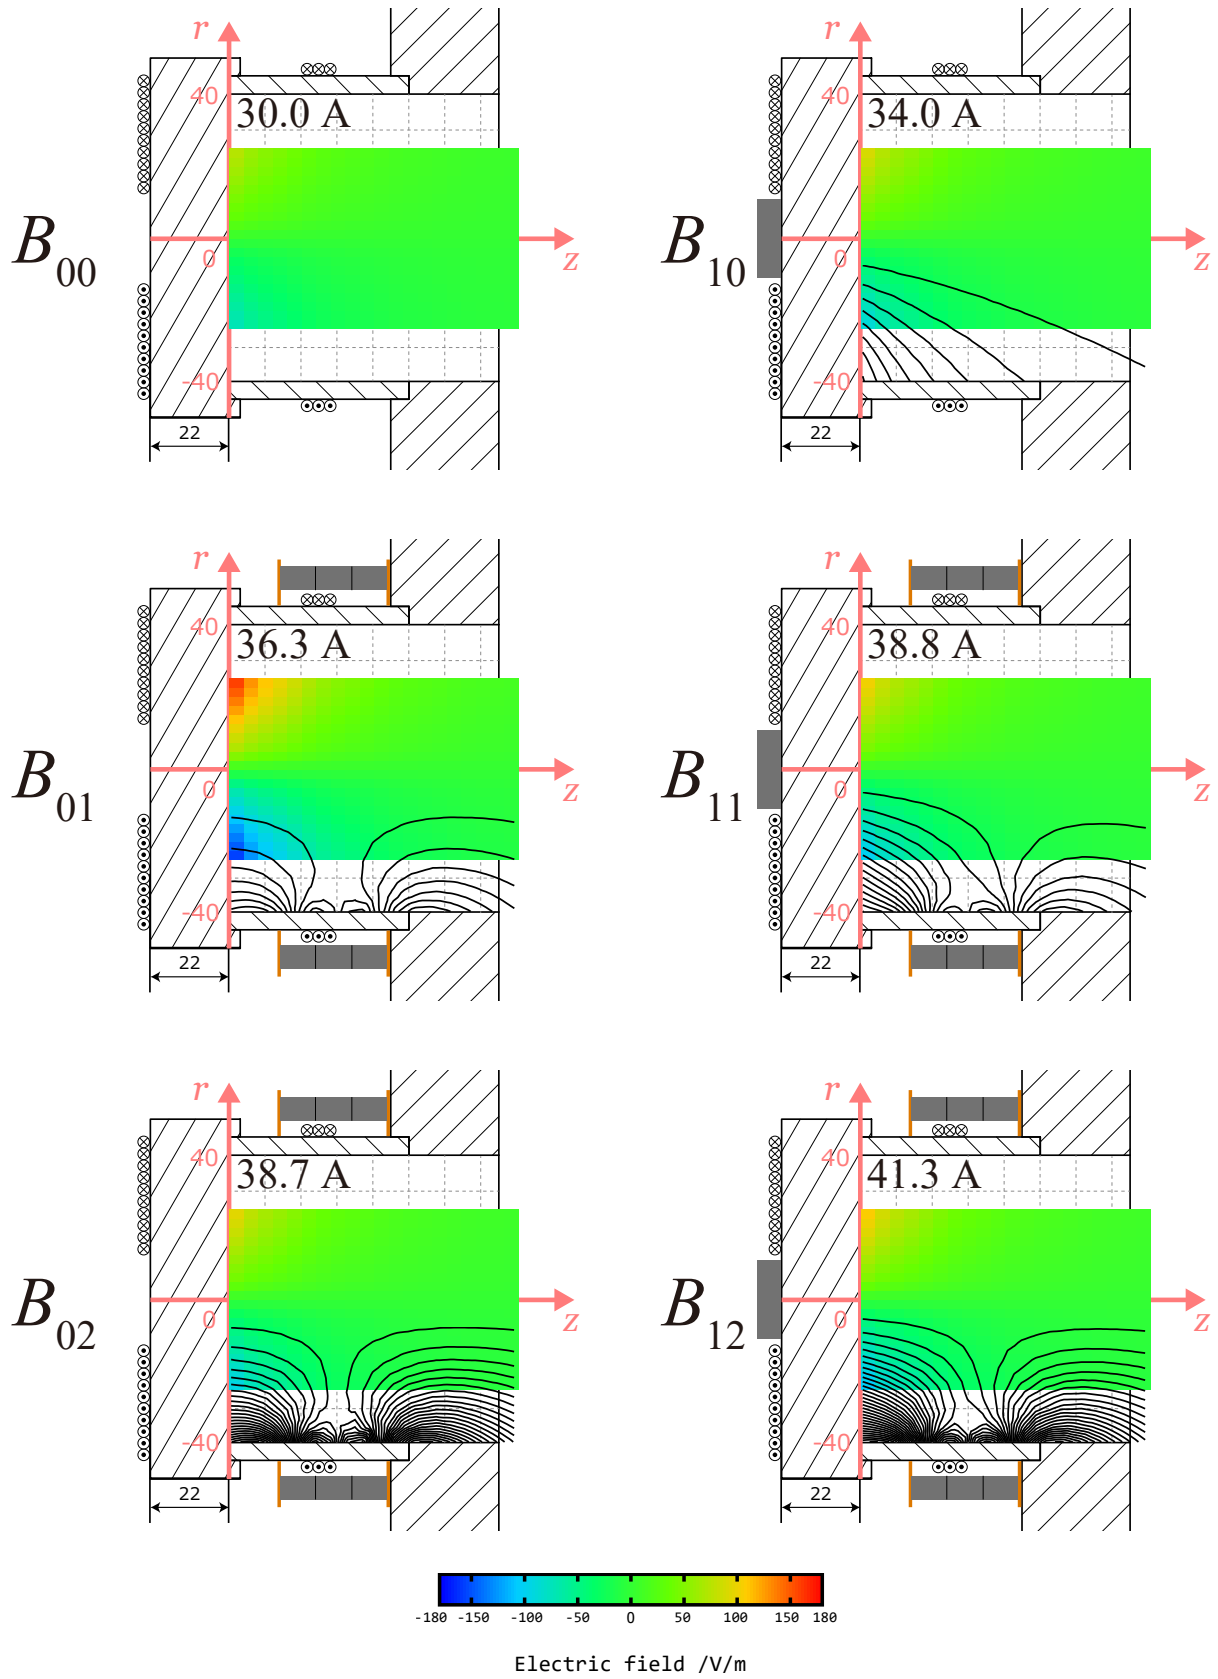 r r
40 30.0 A 40 34.0 A
B00 0 z B10 0 z
-40 -40
22 22
r r
40 36.3 A 40 38.8 A
B01 0 z B11 0 z
-40 -40
22 22
r r
40 38.7 A 40 41.3 A
B02 0 z B12 0 z
-40 -40
22 22
-180 -150 -100 -50 0 50 100 150 180
Electric field /V/m